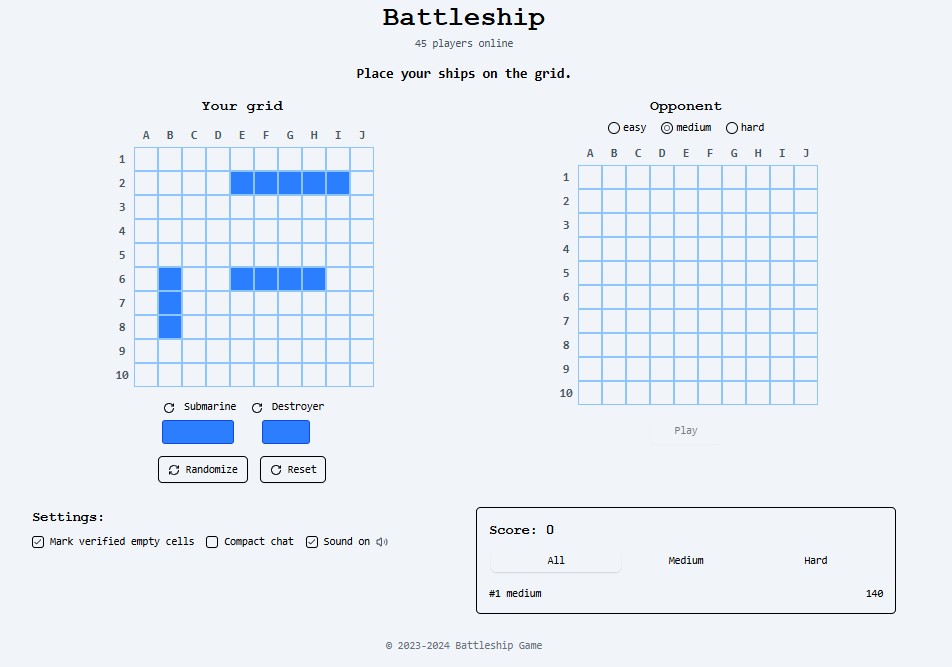 Battleship
45 players online
Place your ships on the grid.
Your grid
A B C D E F G H I J
1
2
3
4
5
6
7
8
9
10
Submarine Destroyer
Randomize Reset
Opponent
easy medium hard
A B C D E F G H I J
1
2
3
4
5
6
7
8
9
10
Play
Settings:
Mark verified empty cells Compact chat Sound on
Score: 0
All Medium Hard
#1 medium 140
© 2023-2024 Battleship Game